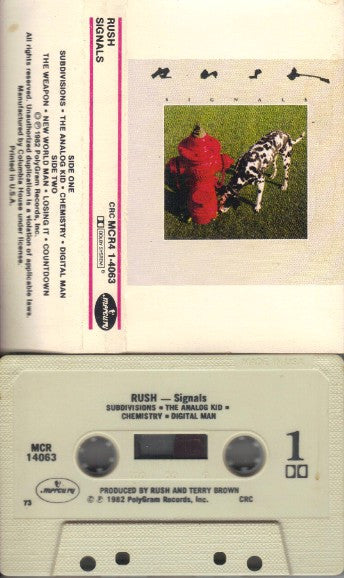 RUSH
SIGNALS
SIDE ONE
SUBDIVISIONS • THE ANALOG KID • CHEMISTRY • DIGITAL MAN
SIDE TWO
THE WEAPON • NEW WORLD MAN • LOSING IT • COUNTDOWN
℗ © 1982 PolyGram Records, Inc.
All rights reserved. Unauthorized duplication is a violation of applicable laws.
Manufactured by Columbia House under license
Printed in U.S.A.
CRC MCR4 1-4063
DOLBY SYSTEM
mercury
Rush
SIGNALS
RUSH — Signals
SUBDIVISIONS ▪ THE ANALOG KID ▪
CHEMISTRY ▪ DIGITAL MAN
MCR
14063
1
mercury
73
PRODUCED BY RUSH AND TERRY BROWN
© ℗ 1982 PolyGram Records, Inc.
CRC